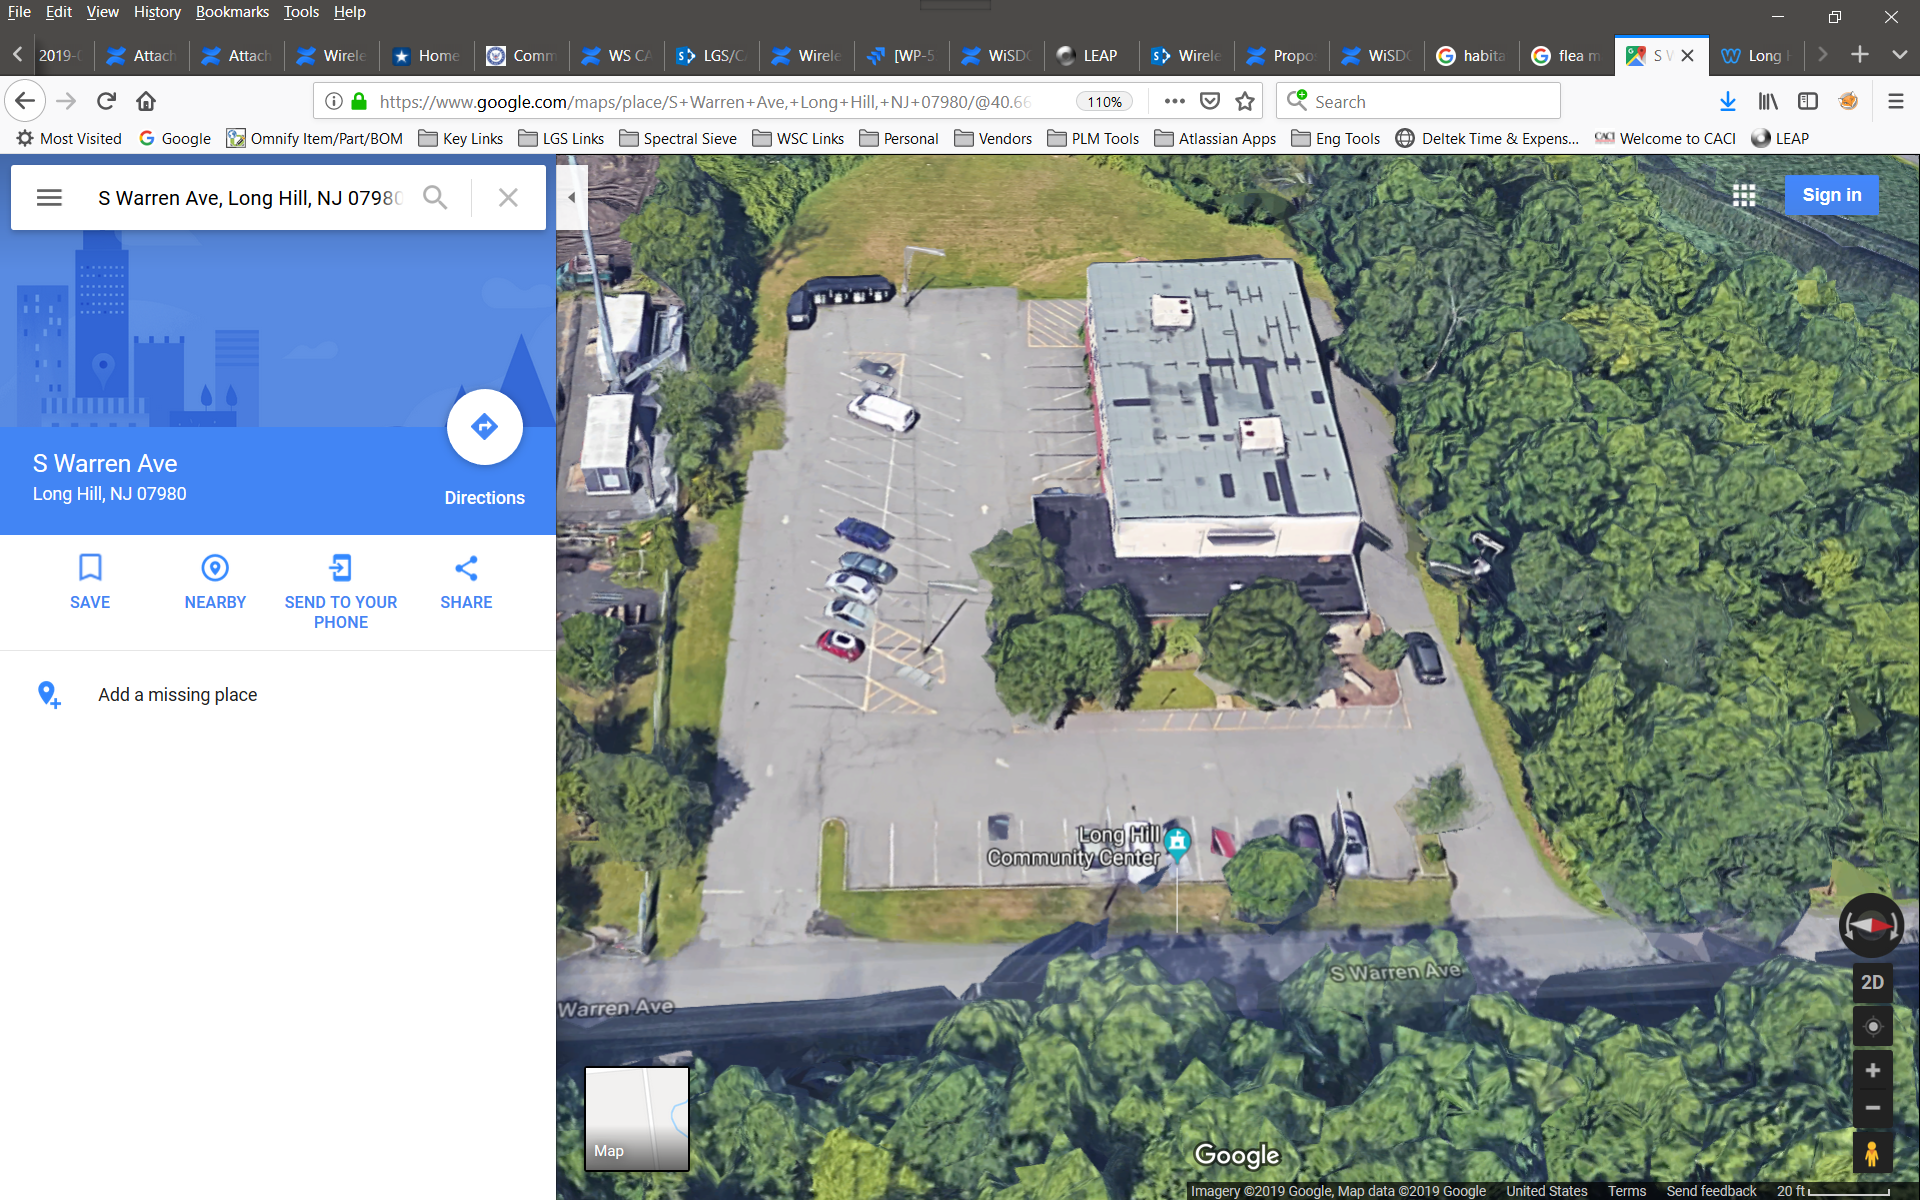 File Edit View History Bookmarks Tools Help
2019- Attach Attach Wirele Home Comm WS CA LGS/C Wirele [WP-5 WiSD LEAP Wirele Propo WiSD habita flea m S W Long
https://www.google.com/maps/place/S+Warren+Ave,+Long+Hill,+NJ+07980/@40.66 110% Search
Most Visited Google Omnify Item/Part/BOM Key Links LGS Links Spectral Sieve WSC Links Personal Vendors PLM Tools Atlassian Apps Eng Tools Deltek Time & Expens... CACI Welcome to CACI LEAP
S Warren Ave, Long Hill, NJ 07980
Sign in
S Warren Ave
Long Hill, NJ 07980
Directions
SAVE NEARBY SEND TO YOUR PHONE SHARE
Add a missing place
Long Hill
Community Center
S Warren Ave
Warren Ave
2D
Map
Google
Imagery ©2019 Google, Map data ©2019 Google United States Terms Send feedback 20 ft